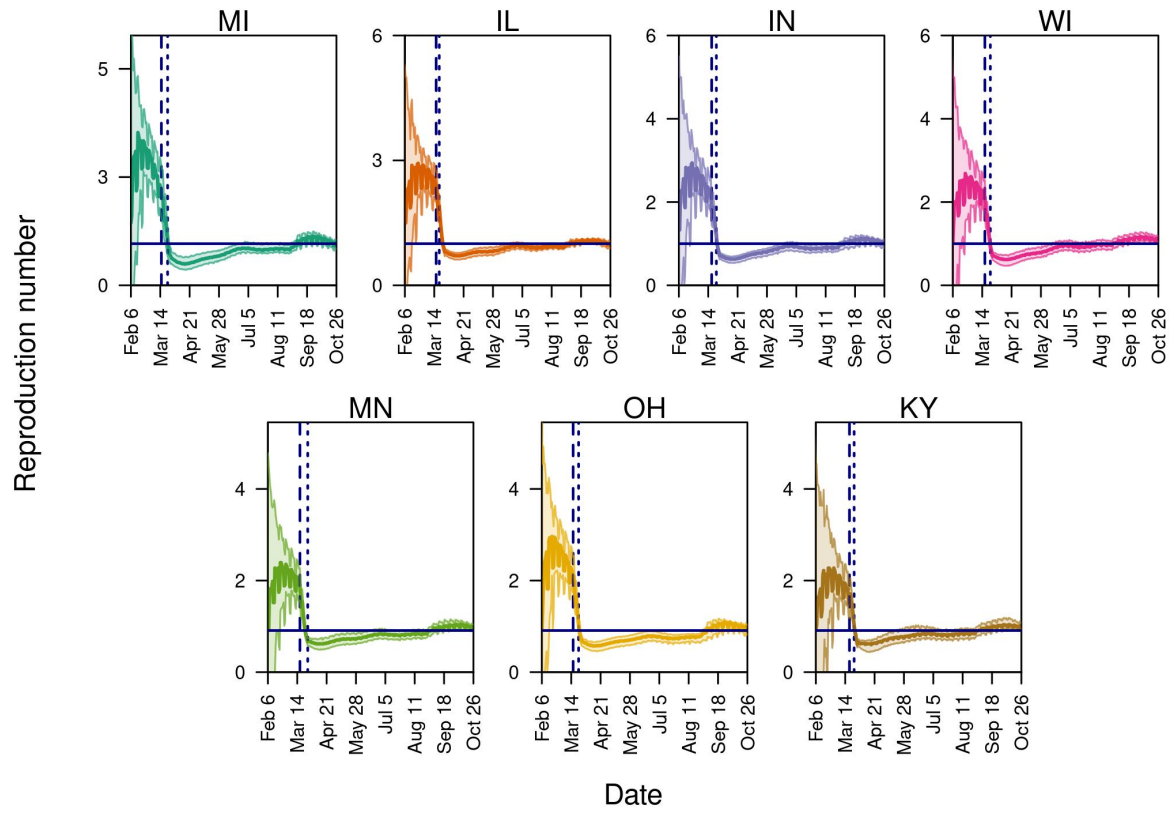 MI
IL
IN
WI
5
3
0
6
3
0
6
4
2
0
6
4
2
0
Feb 6
Mar 14
Apr 21
May 28
Jul 5
Aug 11
Sep 18
Oct 26
Feb 6
Mar 14
Apr 21
May 28
Jul 5
Aug 11
Sep 18
Oct 26
Feb 6
Mar 14
Apr 21
May 28
Jul 5
Aug 11
Sep 18
Oct 26
Feb 6
Mar 14
Apr 21
May 28
Jul 5
Aug 11
Sep 18
Oct 26
Reproduction number
MN
OH
KY
4
2
0
4
2
0
4
2
0
Feb 6
Mar 14
Apr 21
May 28
Jul 5
Aug 11
Sep 18
Oct 26
Feb 6
Mar 14
Apr 21
May 28
Jul 5
Aug 11
Sep 18
Oct 26
Feb 6
Mar 14
Apr 21
May 28
Jul 5
Aug 11
Sep 18
Oct 26
Date